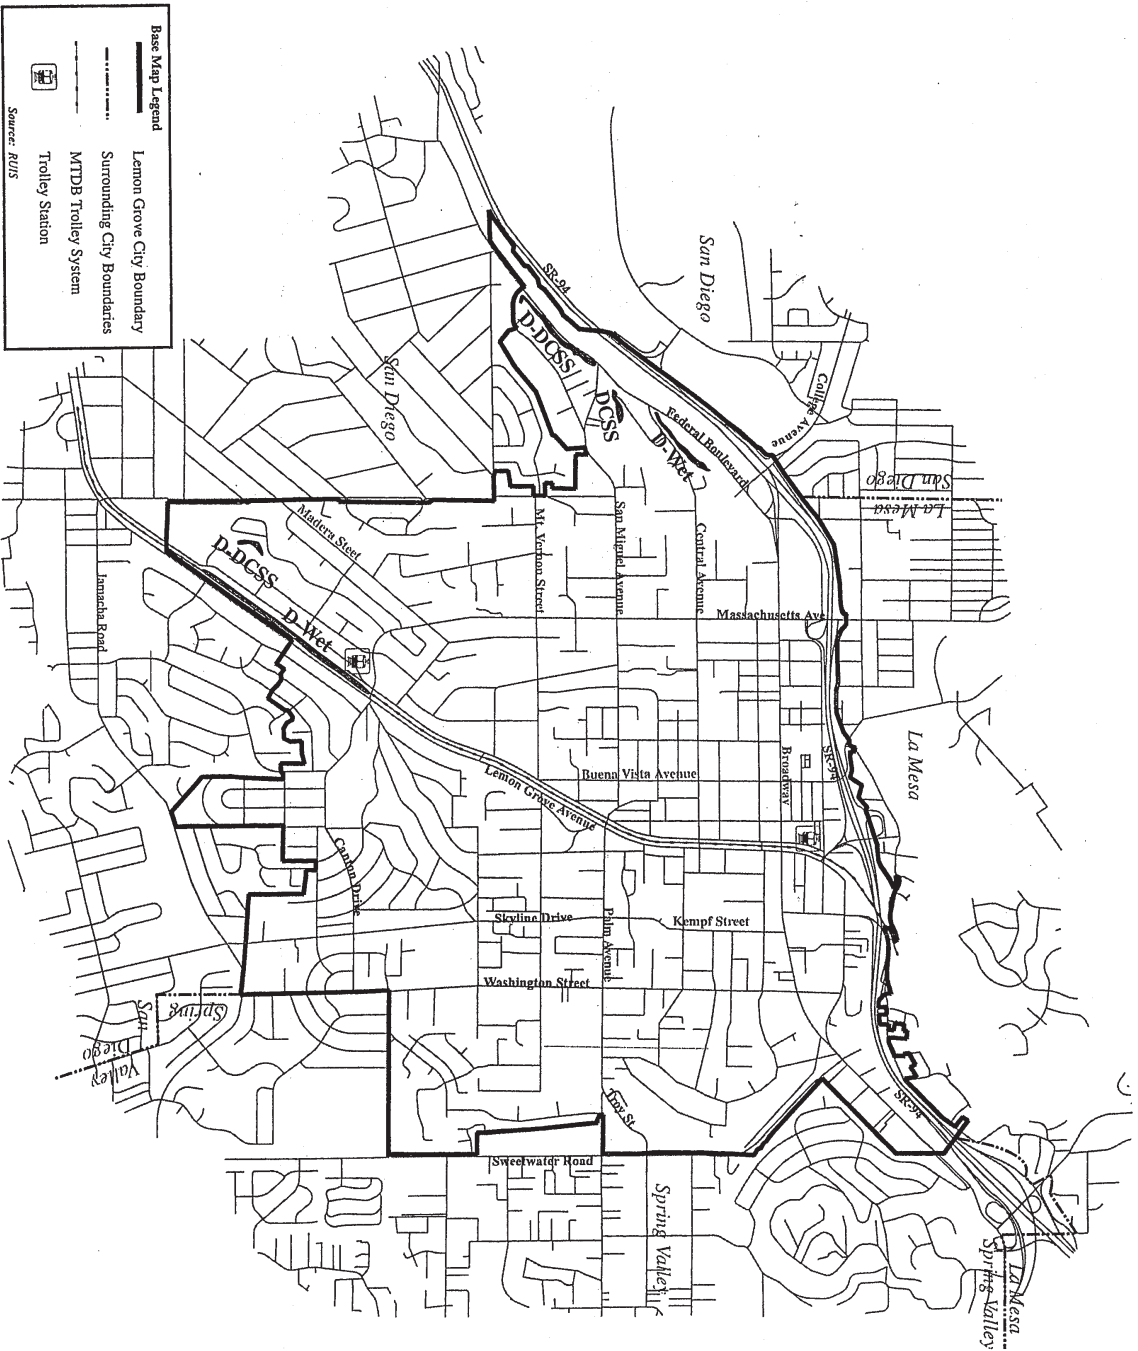 Base Map Legend
Lemon Grove City Boundary
Surrounding City Boundaries
MTDB Trolley System
Trolley Station
Source: RUIS
San Diego
SR-94
D-DCSS
DCSS
D-Wet
Federal Boulevard
College Avenue
San Diego
San Diego
La Mesa
Madera Steet
Mt Vernon Street
San Miguel Avenue
Central Avenue
Massachusetts Ave
D-DCSS
D-Wet
Jamacha Road
La Mesa
SR-94
Broadway
Buena Vista Avenue
Lemon Grove Avenue
Canton Drive
Skyline Drive
Palm Avenue
Kempf Street
Washington Street
Spring
Valley
San
Diego
SR-94
Troy St
Sweetwater Road
Spring Valley
La Mesa
Spring Valley